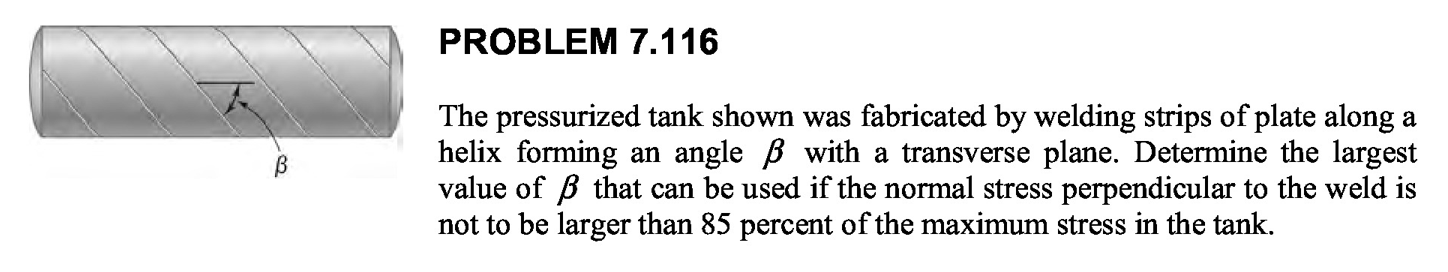 PROBLEM 7.116
The pressurized tank shown was fabricated by welding strips of plate along a
helix forming an angle β with a transverse plane. Determine the largest
value of β that can be used if the normal stress perpendicular to the weld is
not to be larger than 85 percent of the maximum stress in the tank.
β